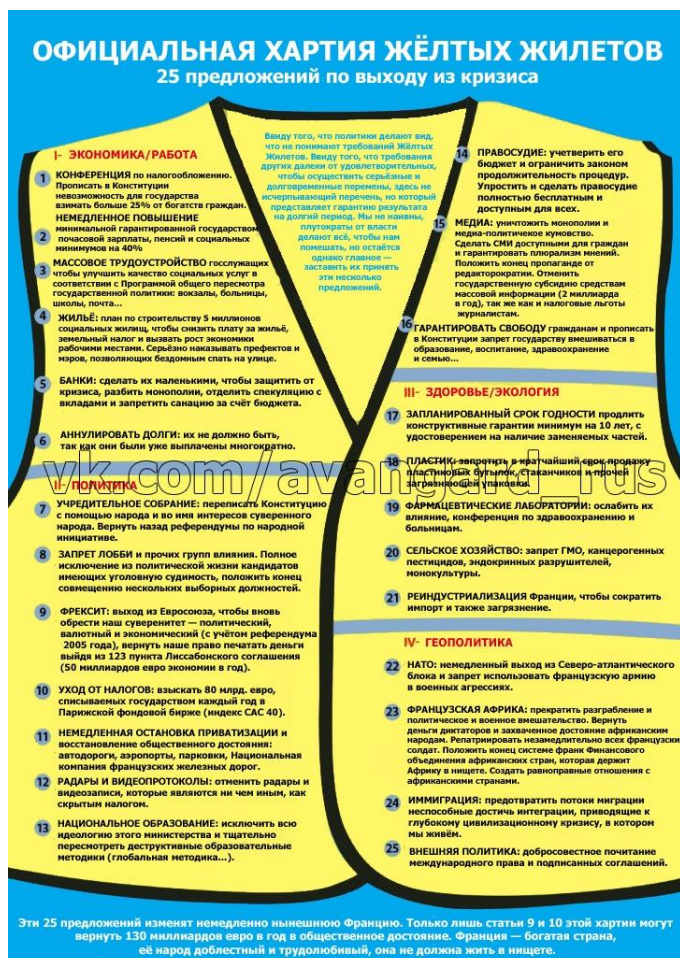 ОФИЦИАЛЬНАЯ ХАРТИЯ ЖЁЛТЫХ ЖИЛЕТОВ
25 предложений по выходу из кризиса
Ввиду того, что политики делают вид,
что не понимают требований Жёлтых
Жилетов. Ввиду того, что требования
других далеки от удовлетворительных,
чтобы осуществить серьёзные и
долговременные перемены, здесь не
исчерпывающий перечень, но который
представляет гарантию результата
на долгий период. Мы не наивны,
плутократы от власти
делают всё, чтобы нам
помешать, но остаётся
однако главное —
заставить их принять
эти несколько
предложений.
I- ЭКОНОМИКА/РАБОТА
1 КОНФЕРЕНЦИЯ по налогообложению.
Прописать в Конституции
невозможность для государства
взимать больше 25% от богатств граждан.
НЕМЕДЛЕННОЕ ПОВЫШЕНИЕ
2 минимальной гарантированной государством
почасовой зарплаты, пенсий и социальных
минимумов на 40%
3 МАССОВОЕ ТРУДОУСТРОЙСТВО госслужащих
чтобы улучшить качество социальных услуг в
соответствии с Программой общего пересмотра
государственной политики: вокзалы, больницы,
школы, почта...
4 ЖИЛЬЁ: план по строительству 5 миллионов
социальных жилищ, чтобы снизить плату за жильё,
земельный налог и вызвать рост экономики
рабочими местами. Серьёзно наказывать префектов и
мэров, позволяющих бездомным спать на улице.
5 БАНКИ: сделать их маленькими, чтобы защитить от
кризиса, разбить монополии, отделить спекуляцию с
вкладами и запретить санацию за счёт бюджета.
6 АННУЛИРОВАТЬ ДОЛГИ: их не должно быть,
так как они были уже выплачены многократно.
II- ПОЛИТИКА
7 УЧРЕДИТЕЛЬНОЕ СОБРАНИЕ: переписать Конституцию
с помощью народа и во имя интересов суверенного
народа. Вернуть назад референдумы по народной
инициативе.
8 ЗАПРЕТ ЛОББИ и прочих групп влияния. Полное
исключение из политической жизни кандидатов
имеющих уголовную судимость, положить конец
совмещению нескольких выборных должностей.
9 ФРЕКСИТ: выход из Евросоюза, чтобы вновь
обрести наш суверенитет — политический,
валютный и экономический (с учётом референдума
2005 года), вернуть наше право печатать деньги
выйдя из 123 пункта Лиссабонского соглашения
(50 миллиардов евро экономии в год).
10 УХОД ОТ НАЛОГОВ: взыскать 80 млрд. евро,
списываемых государством каждый год в
Парижской фондовой бирже (индекс САС 40).
11 НЕМЕДЛЕННАЯ ОСТАНОВКА ПРИВАТИЗАЦИИ и
восстановление общественного достояния:
автодороги, аэропорты, парковки, Национальная
компания французских железных дорог.
12 РАДАРЫ И ВИДЕОПРОТОКОЛЫ: отменить радары и
видеозаписи, которые являются ни чем иным, как
скрытым налогом.
13 НАЦИОНАЛЬНОЕ ОБРАЗОВАНИЕ: исключить всю
идеологию этого министерства и тщательно
пересмотреть деструктивные образовательные
методики (глобальная методика...).
14 ПРАВОСУДИЕ: учетверить его
бюджет и ограничить законом
продолжительность процедур.
Упростить и сделать правосудие
полностью бесплатным и
доступным для всех.
15 МЕДИА: уничтожить монополии и
медиа-политичекое кумовство.
Сделать СМИ доступными для граждан
и гарантировать плюрализм мнений.
Положить конец пропаганде от
редакторократии. Отменить
государственную субсидию средствам
массовой информации (2 миллиарда
в год), так же как и налоговые льготы
журналистам.
16 ГАРАНТИРОВАТЬ СВОБОДУ гражданам и прописать
в Конституции запрет государству вмешиваться в
образование, воспитание, здравоохранение
и семью...
III- ЗДОРОВЬЕ/ЭКОЛОГИЯ
17 ЗАПЛАНИРОВАННЫЙ СРОК ГОДНОСТИ продлить
конструктивные гарантии минимум на 10 лет, с
удостоверением на наличие заменяемых частей.
18 ПЛАСТИК: запретить в кратчайший срок продажу
пластиковых бутылок, стаканчиков и прочей
загрязняющей упаковки.
19 ФАРМАЦЕВТИЧЕСКИЕ ЛАБОРАТОРИИ: ослабить их
влияние, конференция по здравоохранению и
больницам.
20 СЕЛЬСКОЕ ХОЗЯЙСТВО: запрет ГМО, канцерогенных
пестицидов, эндокринных разрушителей,
монокультуры.
21 РЕИНДУСТРИАЛИЗАЦИЯ Франции, чтобы сократить
импорт и также загрязнение.
IV- ГЕОПОЛИТИКА
22 НАТО: немедленный выход из Северо-атлантического
блока и запрет использовать французскую армию
в военных агрессиях.
23 ФРАНЦУЗСКАЯ АФРИКА: прекратить разграбление и
политическое и военное вмешательство. Вернуть
деньги диктаторов и захваченное достояние африканским
народам. Репатриировать незамедлительно всех французских
солдат. Положить конец системе франк Финансового
объединения африканских стран, которая держит
Африку в нищете. Создать равноправные отношения с
африканскими странами.
24 ИММИГРАЦИЯ: предотвратить потоки миграции
неспособные достичь интеграции, приводящие к
глубокому цивилизационному кризису, в котором
мы живём.
25 ВНЕШНЯЯ ПОЛИТИКА: добросовестное почитание
международного права и подписанных соглашений.
vk.com/avangard_rus
Эти 25 предложений изменят немедленно нынешнюю Францию. Только лишь статьи 9 и 10 этой хартии могут
вернуть 130 миллиардов евро в год в общественное достояние. Франция — богатая страна,
её народ доблестный и трудолюбивый, она не должна жить в нищете.